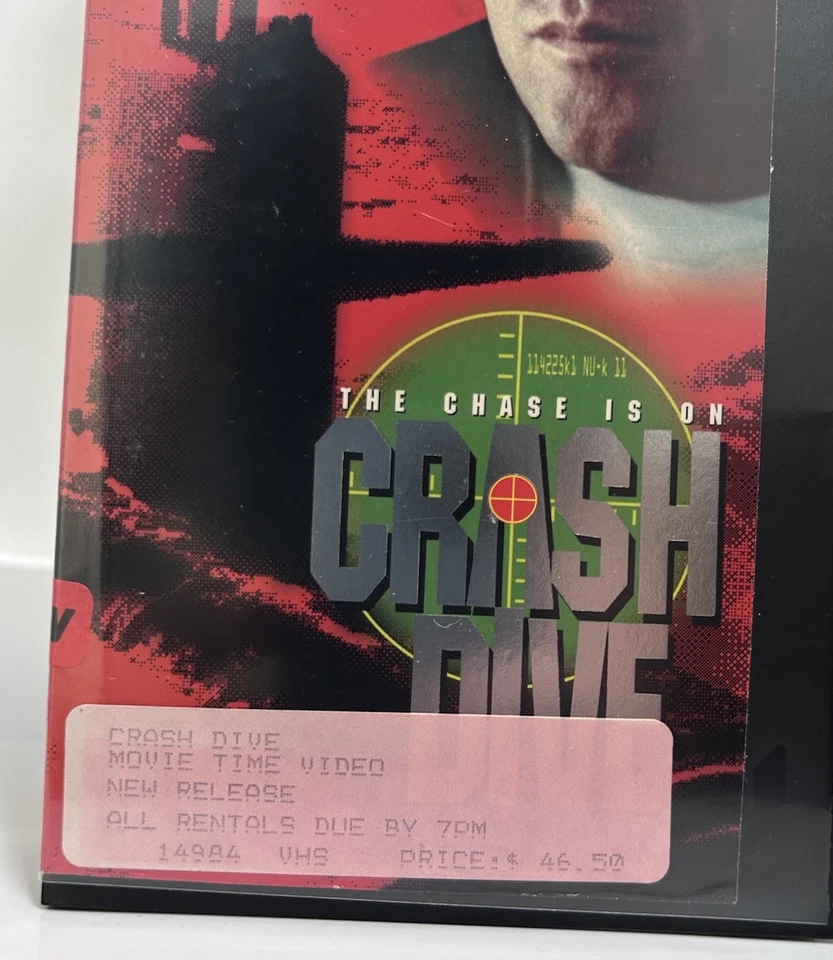 114225k1 NU-k 11
THE CHASE IS ON
CRASH
DIVE
CRASH DIVE
MOVIE TIME VIDEO
NEW RELEASE
ALL RENTALS DUE BY 7PM
14984 VHS PRICE:$ 46.50